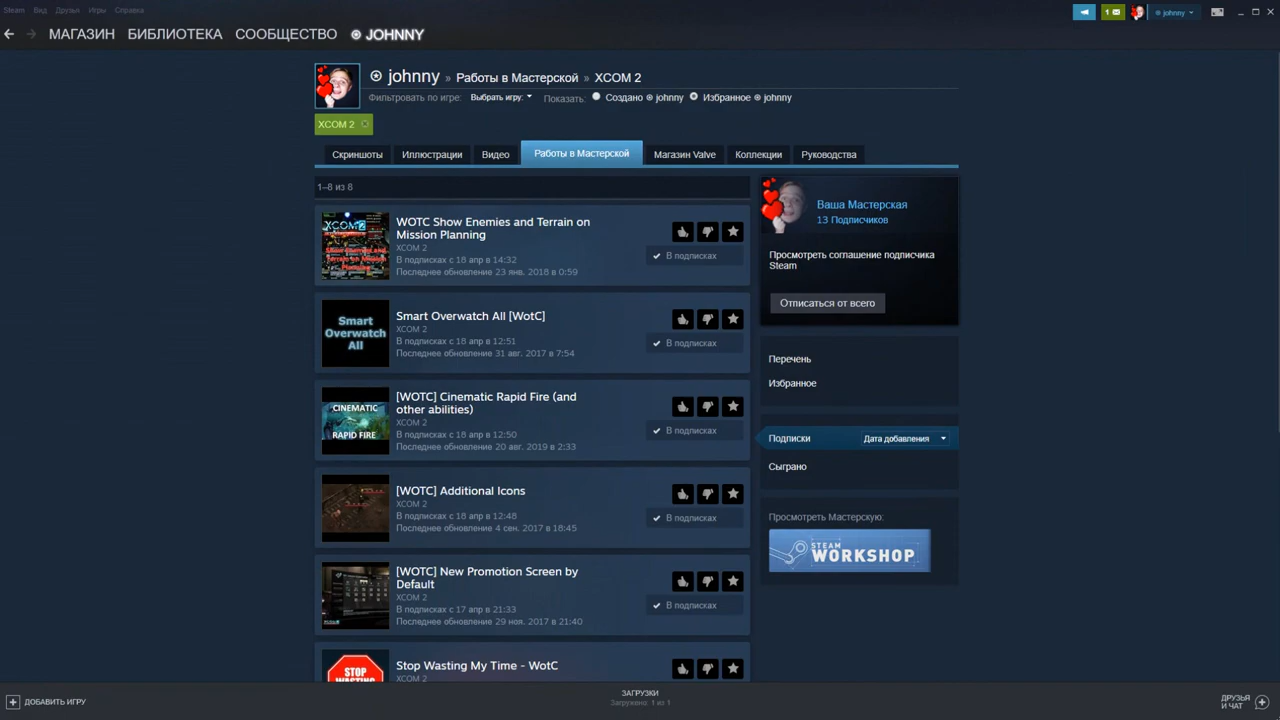 Steam Вид Друзья Игры Справка
1 johnny
МАГАЗИН БИБЛИОТЕКА СООБЩЕСТВО JOHNNY
johnny » Работы в Мастерской » XCOM 2
Фильтровать по игре: Выбрать игру: Показать: Создано johnny Избранное johnny
XCOM 2
Скриншоты Иллюстрации Видео Работы в Мастерской Магазин Valve Коллекции Руководства
1–8 из 8
WOTC Show Enemies and Terrain on
Mission Planning
XCOM 2
В подписках с 18 апр в 14:32
Последнее обновление 23 янв. 2018 в 0:59
В подписках
Smart
Overwatch
All
Smart Overwatch All [WotC]
XCOM 2
В подписках с 18 апр в 12:51
Последнее обновление 31 авг. 2017 в 7:54
В подписках
CINEMATIC
RAPID FIRE
[WOTC] Cinematic Rapid Fire (and
other abilities)
XCOM 2
В подписках с 18 апр в 12:50
Последнее обновление 20 авг. 2019 в 2:33
В подписках
[WOTC] Additional Icons
XCOM 2
В подписках с 18 апр в 12:48
Последнее обновление 4 сен. 2017 в 18:45
В подписках
[WOTC] New Promotion Screen by
Default
XCOM 2
В подписках с 17 апр в 21:33
Последнее обновление 29 ноя. 2017 в 21:40
В подписках
STOP
WASTING
Stop Wasting My Time - WotC
XCOM 2
Ваша Мастерская
13 Подписчиков
Просмотреть соглашение подписчика
Steam
Отписаться от всего
Перечень
Избранное
Подписки Дата добавления
Сыграно
Просмотреть Мастерскую:
STEAM
WORKSHOP
ДОБАВИТЬ ИГРУ
ЗАГРУЗКИ
Загружено: 1 из 1
ДРУЗЬЯ
И ЧАТ